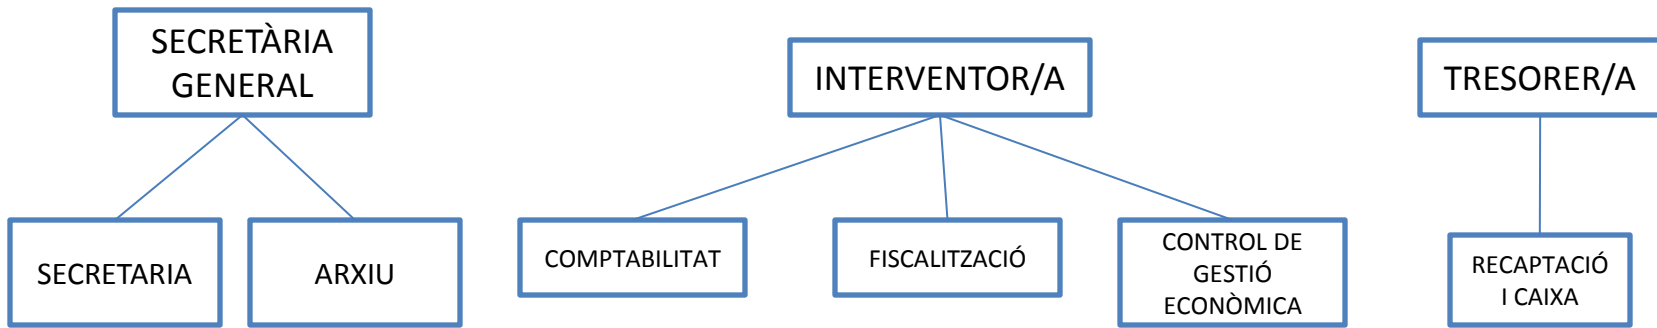 SECRETÀRIA
GENERAL
INTERVENTOR/A
TRESORER/A
SECRETARIA
ARXIU
COMPTABILITAT
FISCALITZACIÓ
CONTROL DE
GESTIÓ
ECONÒMICA
RECAPTACIÓ
I CAIXA